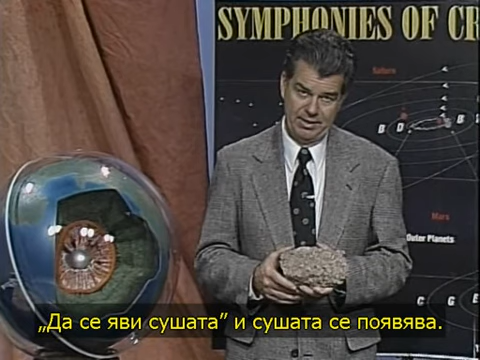 SYMPHONIES OF CR
Saturn
B D B
Mars
Outer Planets
C G E
„Да се яви сушата” и сушата се появява.